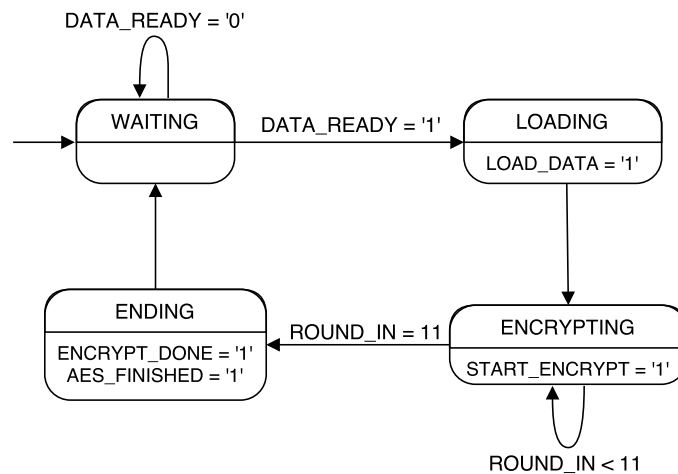 DATA_READY = '0'
WAITING
DATA_READY = '1'
LOADING
LOAD_DATA = '1'
ENDING
ENCRYPT_DONE = '1'
AES_FINISHED = '1'
ROUND_IN = 11
ENCRYPTING
START_ENCRYPT = '1'
ROUND_IN < 11